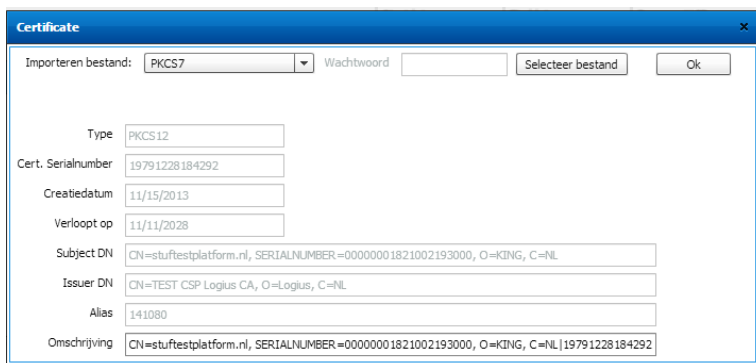 Certificate x
Importeren bestand: PKCS7 Wachtwoord Selecteer bestand Ok
Type PKCS12
Cert. Serialnumber 19791228184292
Creatiedatum 11/15/2013
Verloopt op 11/11/2028
Subject DN CN=stuftestplatform.nl, SERIALNUMBER=00000001821002193000, O=KING, C=NL
Issuer DN CN=TEST CSP Logius CA, O=Logius, C=NL
Alias 141080
Omschrijving CN=stuftestplatform.nl, SERIALNUMBER=00000001821002193000, O=KING, C=NL|19791228184292